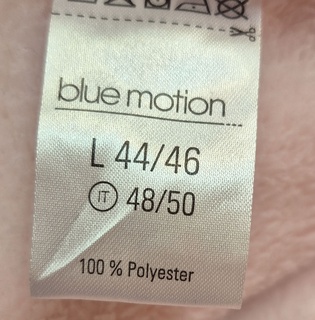 blue motion
L 44/46
IT 48/50
100 % Polyester